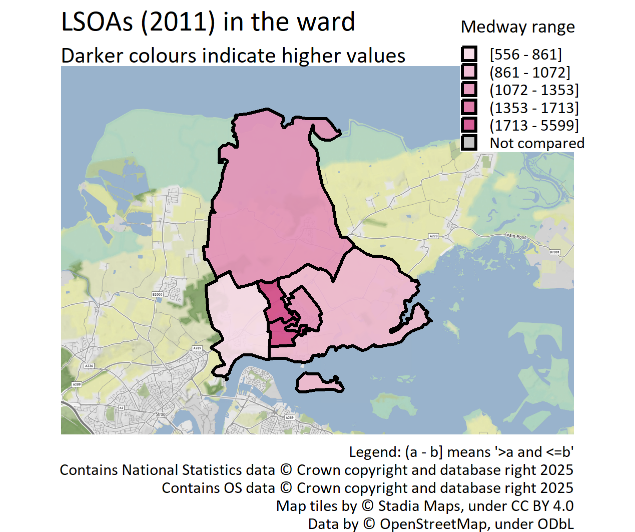 LSOAs (2011) in the ward
Darker colours indicate higher values
Medway range
[556 - 861]
(861 - 1072]
(1072 - 1353]
(1353 - 1713]
(1713 - 5599]
Not compared
Legend: (a - b] means '>a and <=b'
Contains National Statistics data © Crown copyright and database right 2025
Contains OS data © Crown copyright and database right 2025
Map tiles by © Stadia Maps, under CC BY 4.0
Data by © OpenStreetMap, under ODbL